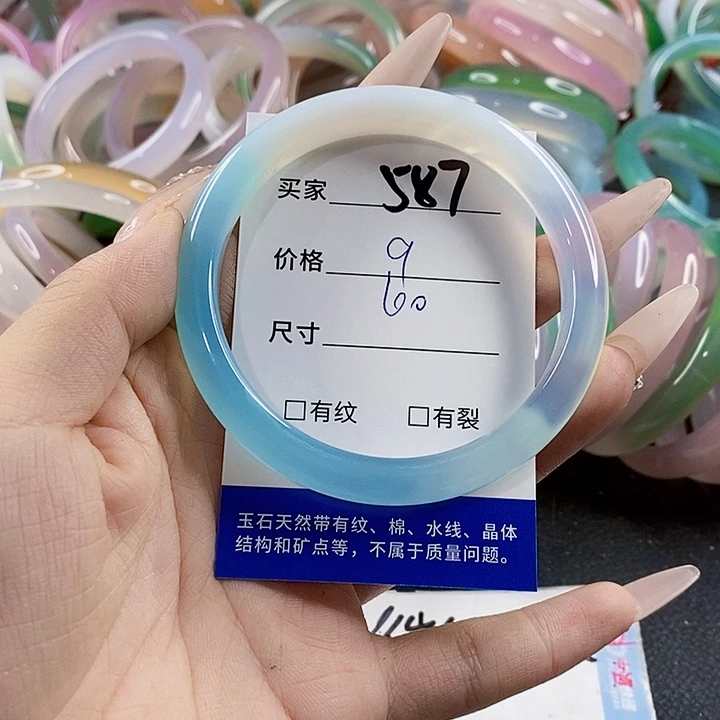 买家 587
价格 9
60
尺寸
□有纹 □有裂
玉石天然带有纹、棉、水线、晶体
结构和矿点等，不属于质量问题。